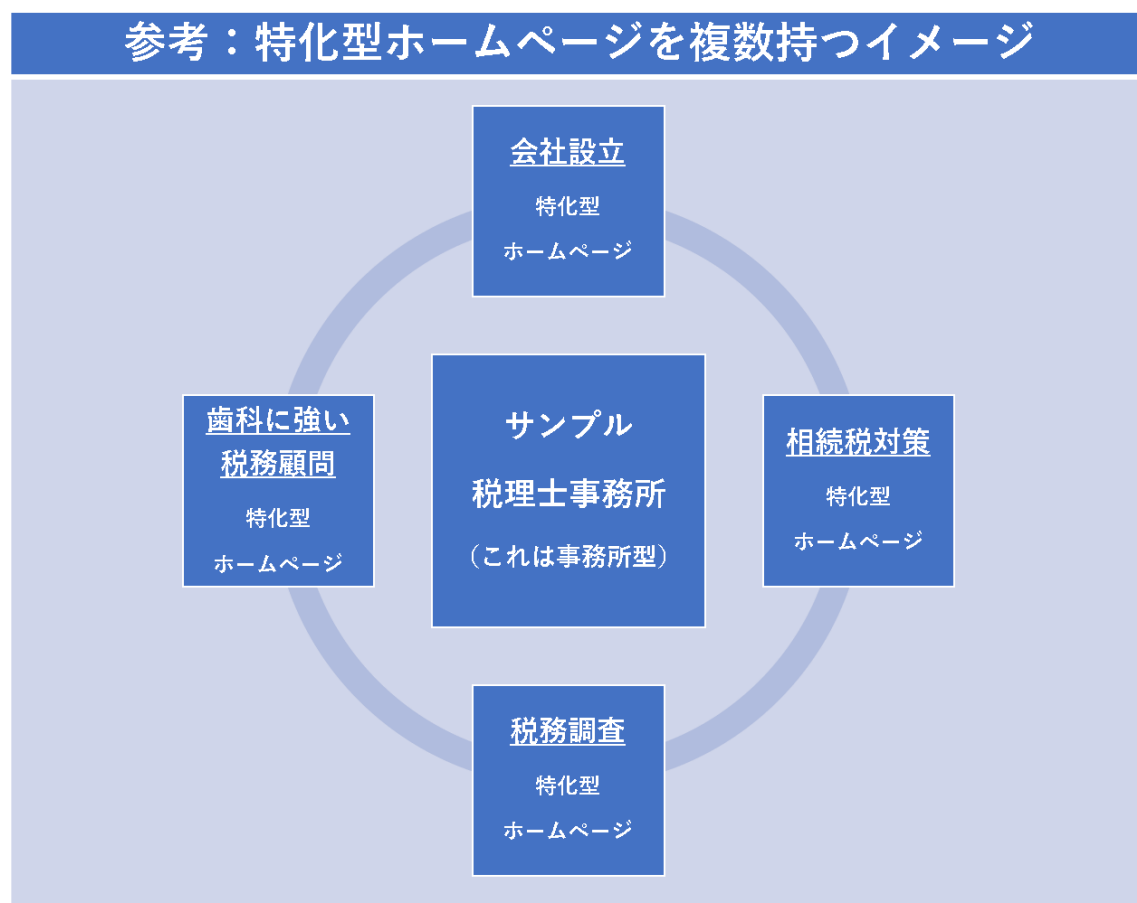 参考：特化型ホームページを複数持つイメージ
会社設立
特化型
ホームページ
歯科に強い
税務顧問
特化型
ホームページ
サンプル
税理士事務所
（これは事務所型）
相続税対策
特化型
ホームページ
税務調査
特化型
ホームページ